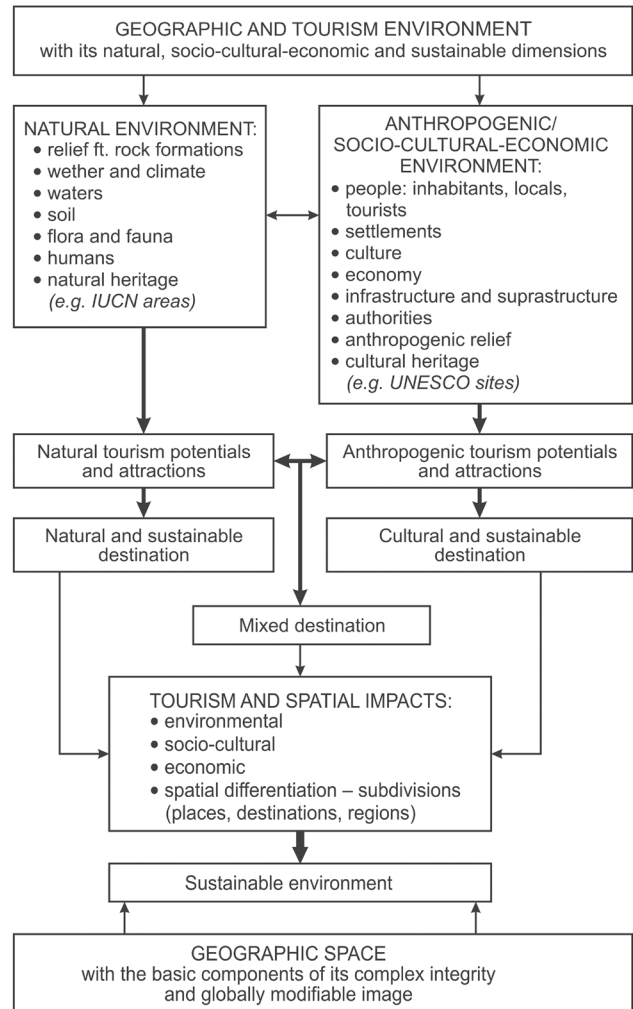 GEOGRAPHIC AND TOURISM ENVIRONMENT
with its natural, socio-cultural-economic and sustainable dimensions
NATURAL ENVIRONMENT:
• relief ft. rock formations
• wether and climate
• waters
• soil
• flora and fauna
• humans
• natural heritage
(e.g. IUCN areas)
ANTHROPOGENIC/
SOCIO-CULTURAL-ECONOMIC
ENVIRONMENT:
• people: inhabitants, locals,
tourists
• settlements
• culture
• economy
• infrastructure and suprastructure
• authorities
• anthropogenic relief
• cultural heritage
(e.g. UNESCO sites)
Natural tourism potentials
and attractions
Anthropogenic tourism potentials
and attractions
Natural and sustainable
destination
Cultural and sustainable
destination
Mixed destination
TOURISM AND SPATIAL IMPACTS:
• environmental
• socio-cultural
• economic
• spatial differentiation – subdivisions
(places, destinations, regions)
Sustainable environment
GEOGRAPHIC SPACE
with the basic components of its complex integrity
and globally modifiable image